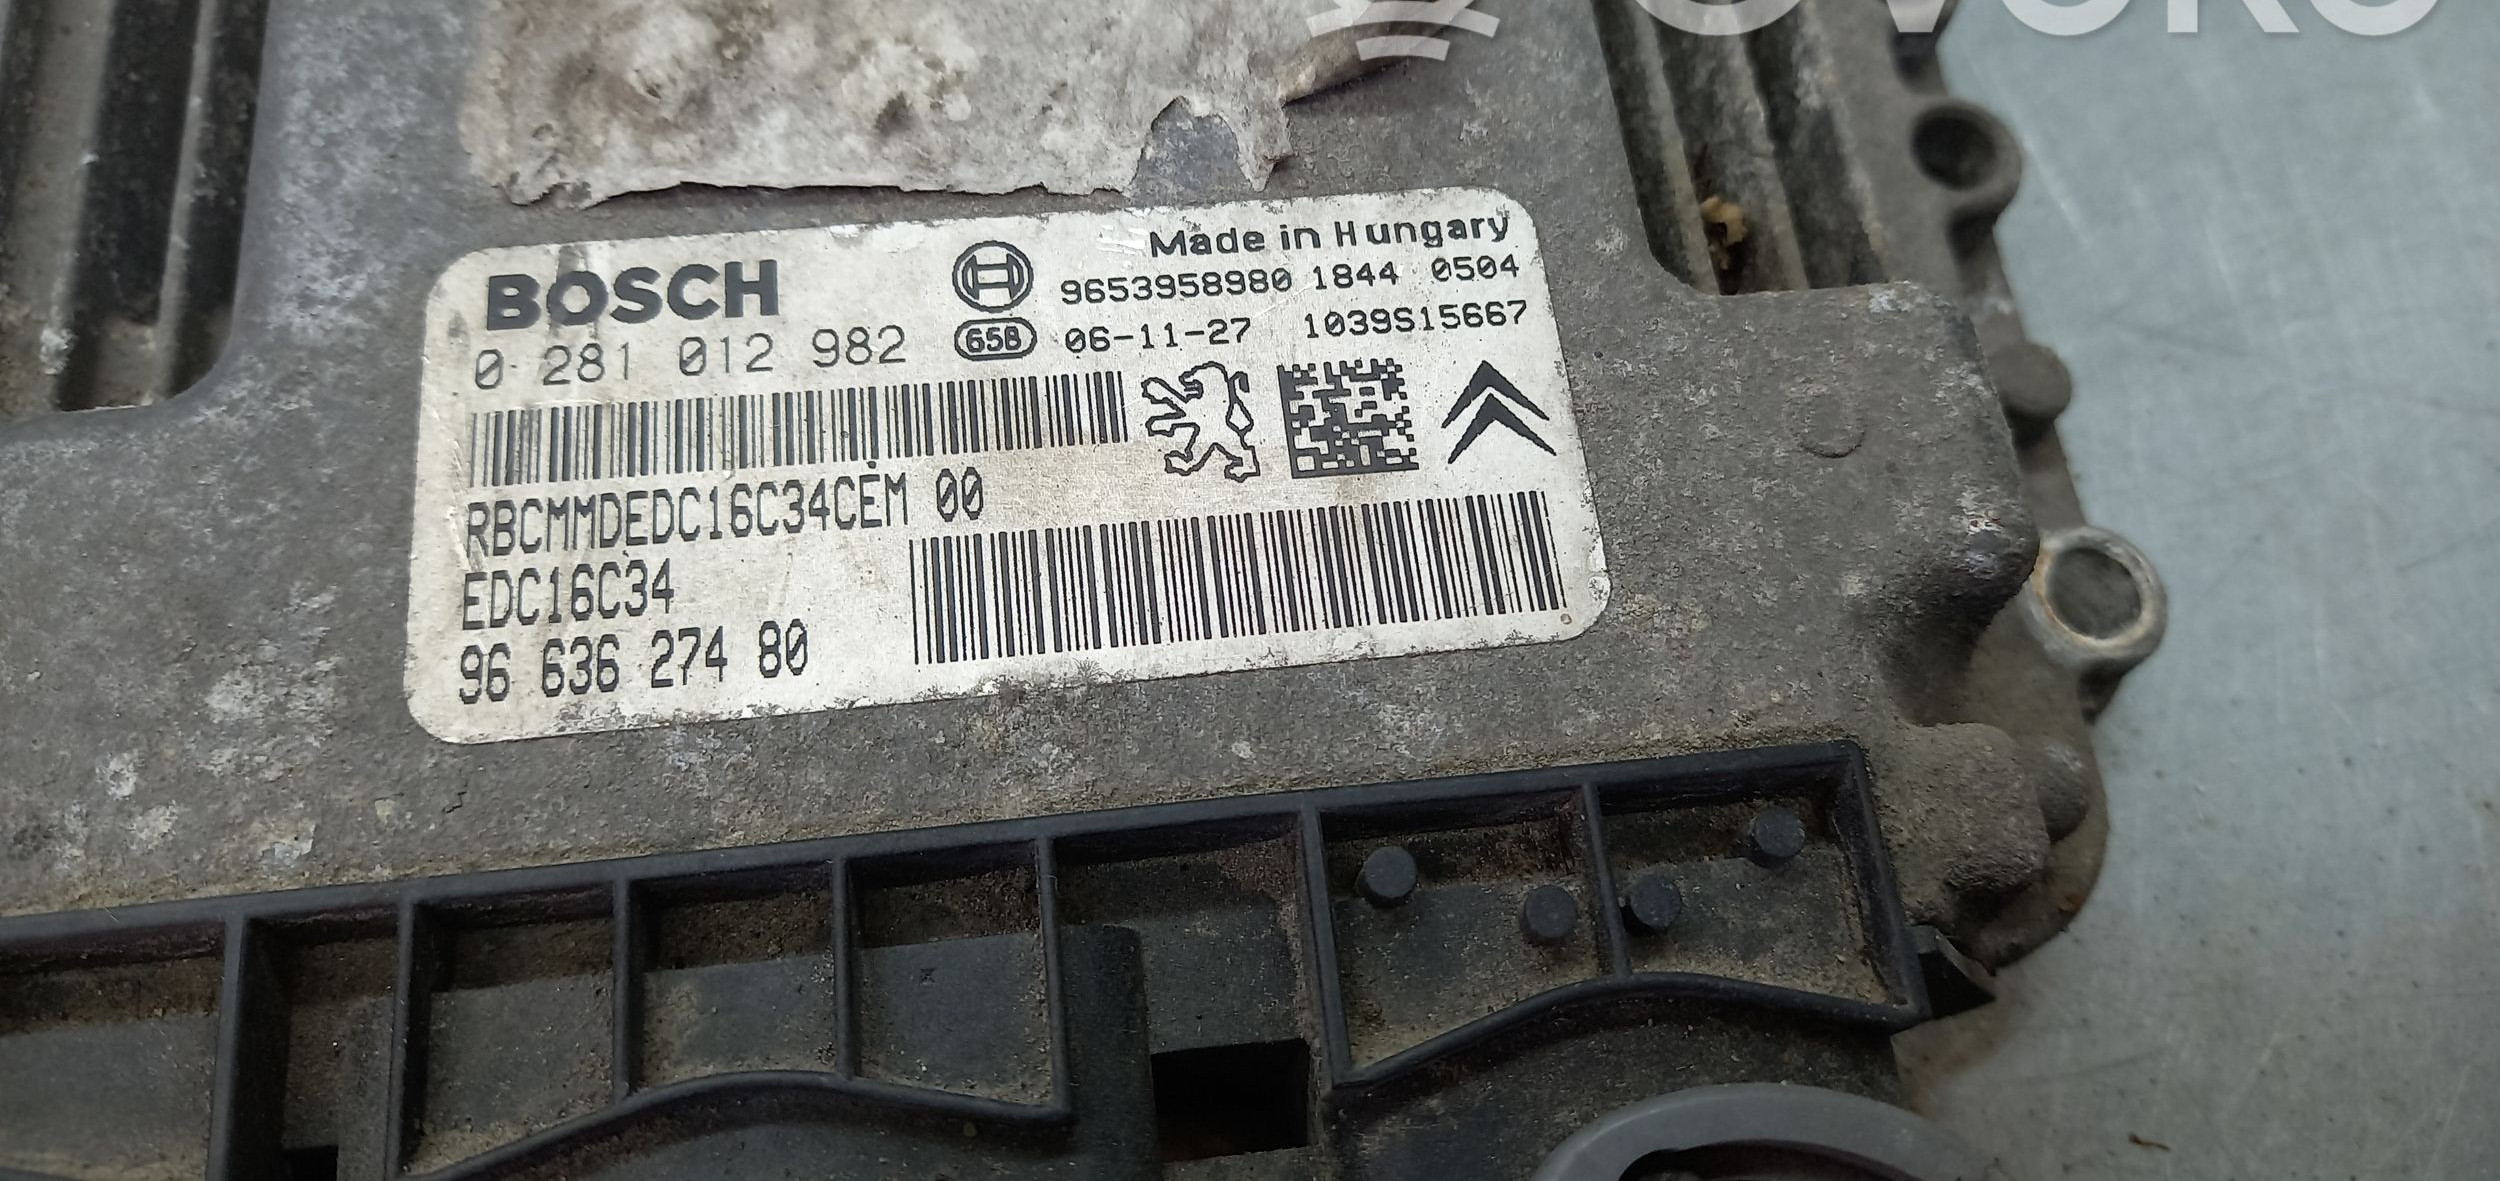 BOSCH
Made in Hungary
9653958980 1844 0504
0 281 012 982
658 06-11-27 1039S15667
RBCMMDEDC16C34CEM 00
EDC16C34
96 636 274 80